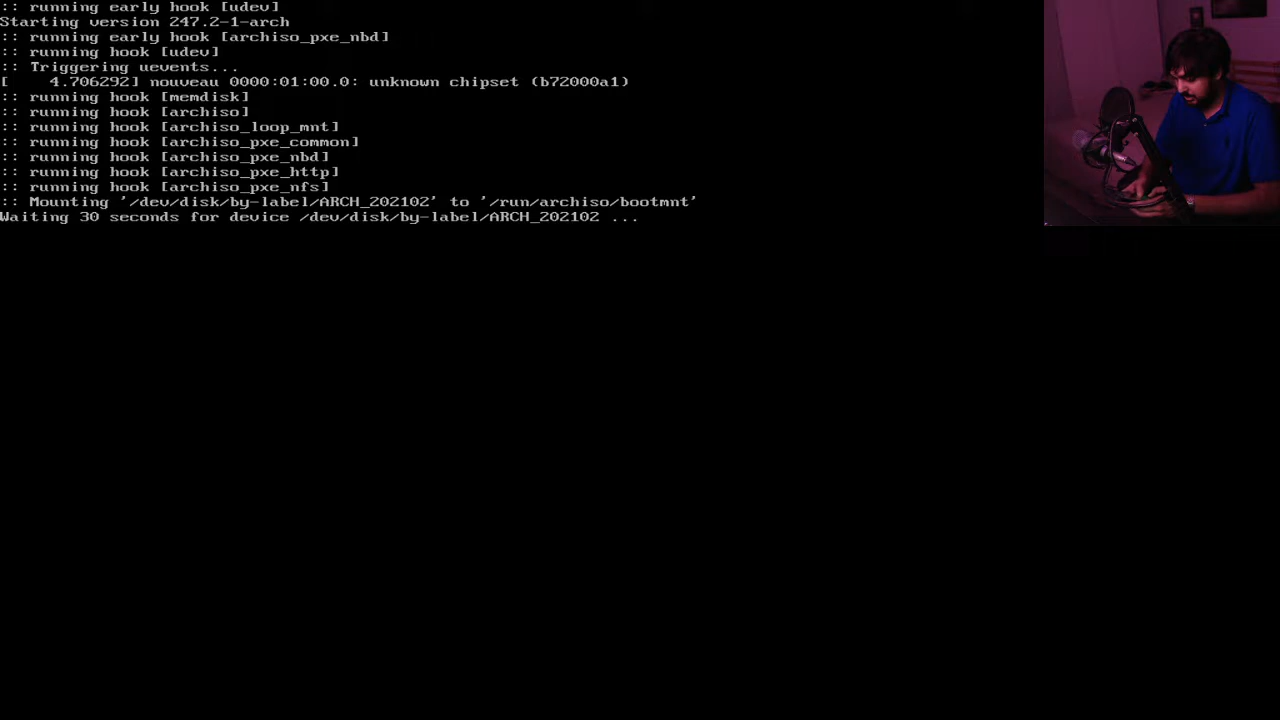 :: running early hook [udev]
Starting version 247.2-1-arch
:: running early hook [archiso_pxe_nbd]
:: running hook [udev]
:: Triggering uevents...
[    4.706292] nouveau 0000:01:00.0: unknown chipset (b72000a1)
:: running hook [memdisk]
:: running hook [archiso]
:: running hook [archiso_loop_mnt]
:: running hook [archiso_pxe_common]
:: running hook [archiso_pxe_nbd]
:: running hook [archiso_pxe_http]
:: running hook [archiso_pxe_nfs]
:: Mounting '/dev/disk/by-label/ARCH_202102' to '/run/archiso/bootmnt'
Waiting 30 seconds for device /dev/disk/by-label/ARCH_202102 ...